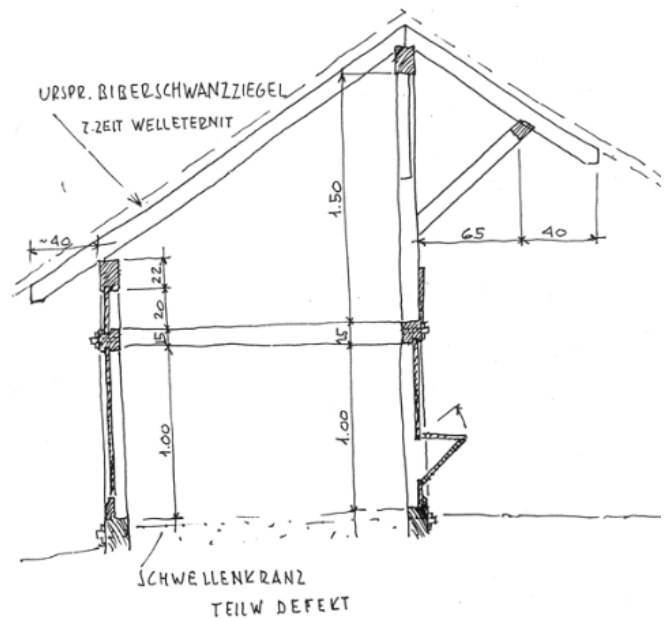 URSPR. BIBERSCHWANZZIEGEL
Z.ZEIT WELLETERNIT
~40
22
20
15
1.00
1.50
15
1.00
65
40
SCHWELLENKRANZ
TEILW DEFEKT